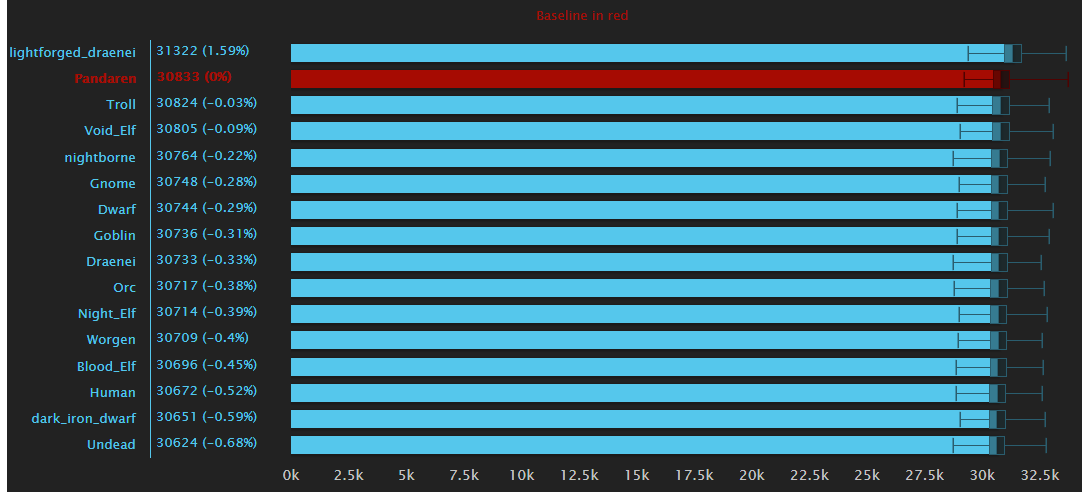 Baseline in red
lightforged_draenei 31322 (1.59%)
Pandaren 30833 (0%)
Troll 30824 (-0.03%)
Void_Elf 30805 (-0.09%)
nightborne 30764 (-0.22%)
Gnome 30748 (-0.28%)
Dwarf 30744 (-0.29%)
Goblin 30736 (-0.31%)
Draenei 30733 (-0.33%)
Orc 30717 (-0.38%)
Night_Elf 30714 (-0.39%)
Worgen 30709 (-0.4%)
Blood_Elf 30696 (-0.45%)
Human 30672 (-0.52%)
dark_iron_dwarf 30651 (-0.59%)
Undead 30624 (-0.68%)
0k 2.5k 5k 7.5k 10k 12.5k 15k 17.5k 20k 22.5k 25k 27.5k 30k 32.5k